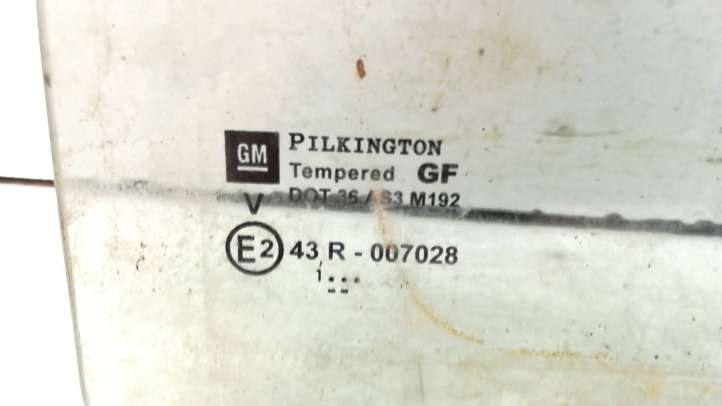 GM
PILKINGTON
Tempered GF
DOT 36 AS3 M192
V
E2 43 R - 007028
1...
--